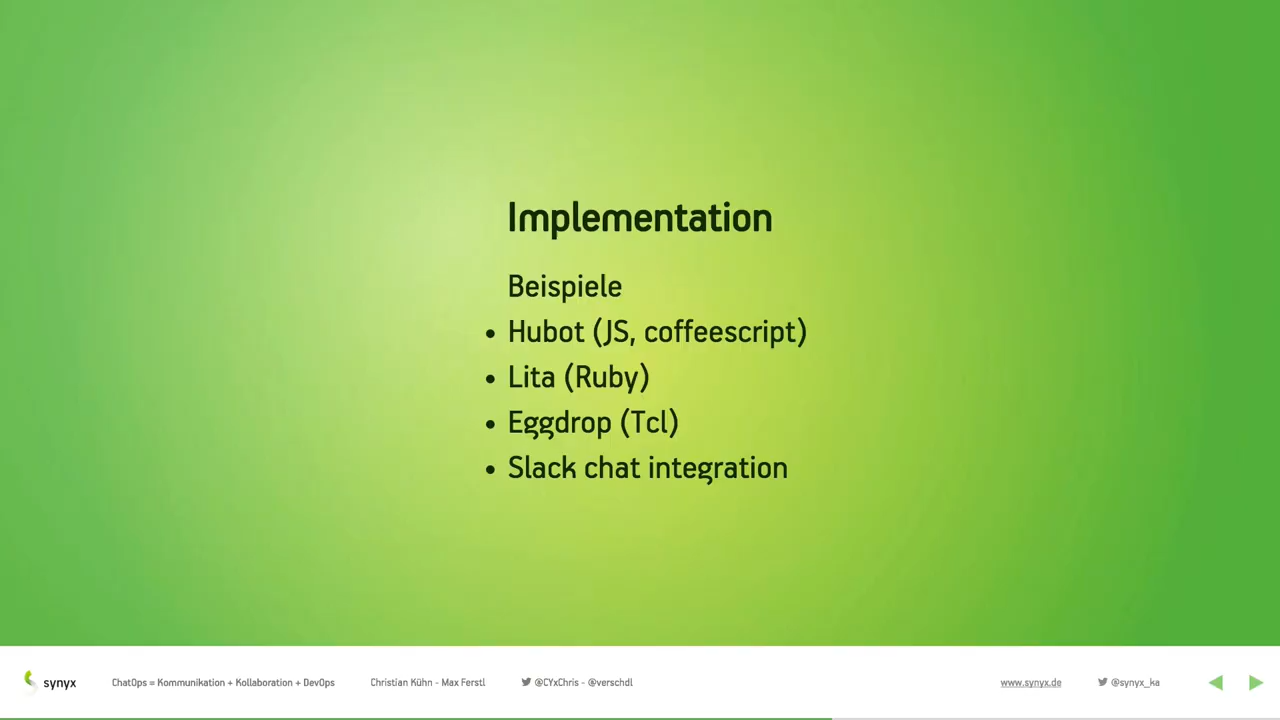 Implementation
Beispiele
• Hubot (JS, coffeescript)
• Lita (Ruby)
• Eggdrop (Tcl)
• Slack chat integration
synyx
ChatOps = Kommunikation + Kollaboration + DevOps
Christian Kühn - Max Ferstl
@CYxChris - @verschdl
www.synyx.de
@synyx_ka